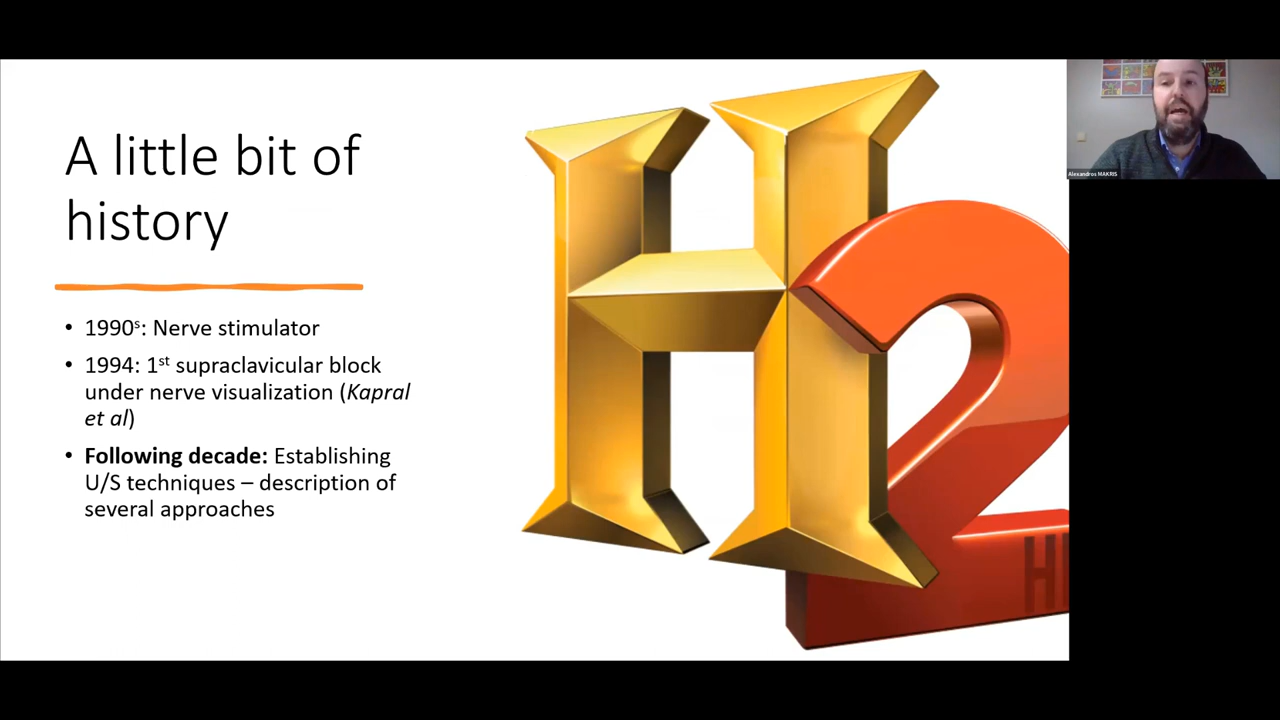 A little bit of
history
• 1990s: Nerve stimulator
• 1994: 1st supraclavicular block
under nerve visualization (Kapral
et al)
• Following decade: Establishing
U/S techniques – description of
several approaches
H2
Alexandros MAKRIS